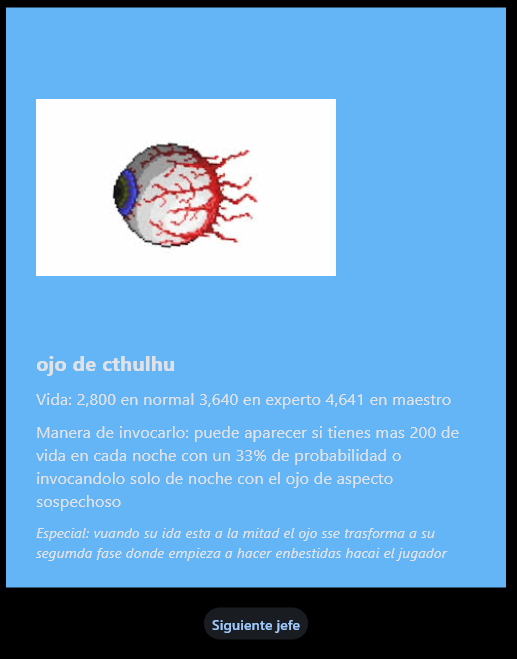 ojo de cthulhu
Vida: 2,800 en normal 3,640 en experto 4,641 en maestro
Manera de invocarlo: puede aparecer si tienes mas 200 de
vida en cada noche con un 33% de probabilidad o
invocandolo solo de noche con el ojo de aspecto
sospechoso
Especial: vuando su ida esta a la mitad el ojo sse trasforma a su
segumda fase donde empieza a hacer enbestidas hacai el jugador
Siguiente jefe